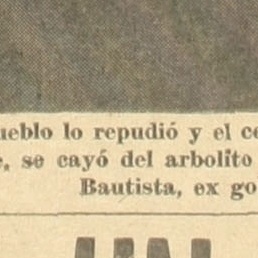 ueblo lo repudió y el ce
e, se cayó del arbolito
Bautista, ex go